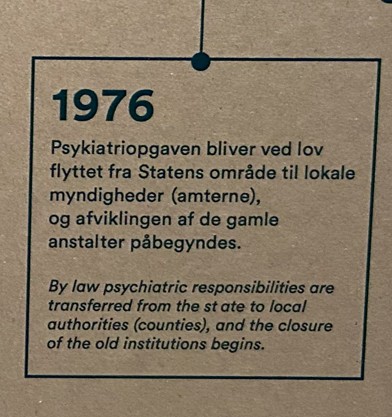 1976
Psykiatriopgaven bliver ved lov
flyttet fra Statens område til lokale
myndigheder (amterne),
og afviklingen af de gamle
anstalter påbegyndes.
By law psychiatric responsibilities are
transferred from the st ate to local
authorities (counties), and the closure
of the old institutions begins.